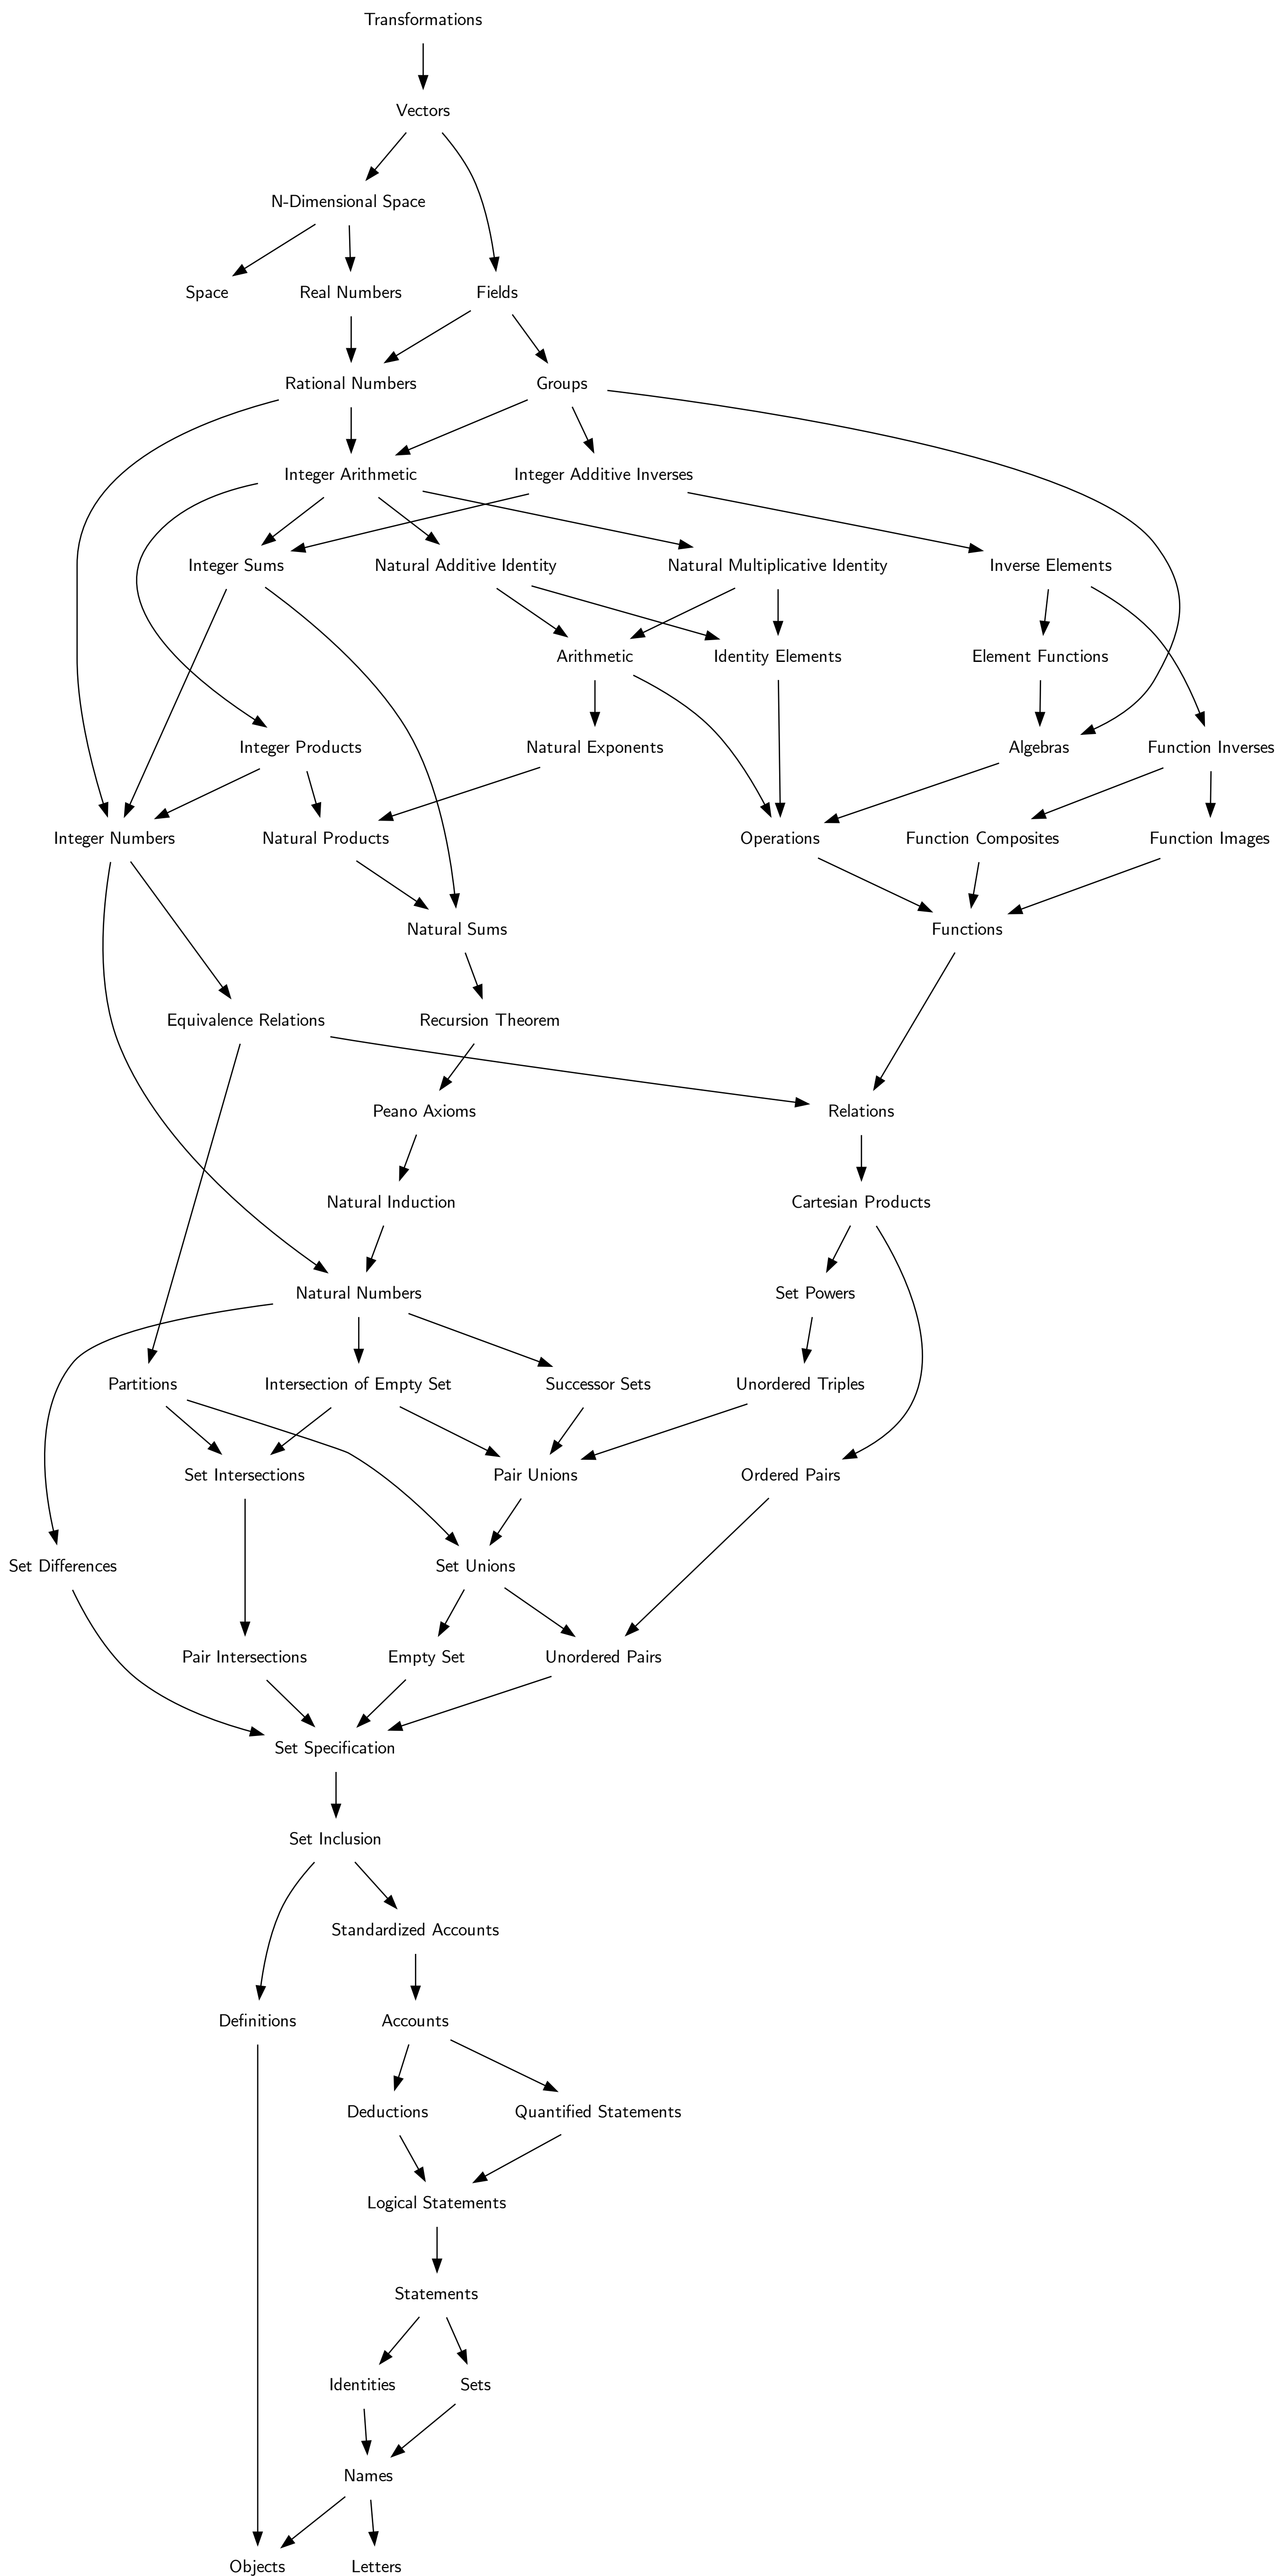 Transformations
Vectors
N-Dimensional Space
Space
Real Numbers
Fields
Rational Numbers
Groups
Integer Arithmetic
Integer Additive Inverses
Integer Sums
Natural Additive Identity
Natural Multiplicative Identity
Inverse Elements
Arithmetic
Identity Elements
Element Functions
Integer Products
Natural Exponents
Algebras
Function Inverses
Integer Numbers
Natural Products
Operations
Function Composites
Function Images
Natural Sums
Functions
Equivalence Relations
Recursion Theorem
Peano Axioms
Relations
Natural Induction
Cartesian Products
Natural Numbers
Set Powers
Partitions
Intersection of Empty Set
Successor Sets
Unordered Triples
Set Intersections
Pair Unions
Ordered Pairs
Set Differences
Set Unions
Pair Intersections
Empty Set
Unordered Pairs
Set Specification
Set Inclusion
Standardized Accounts
Definitions
Accounts
Deductions
Quantified Statements
Logical Statements
Statements
Identities
Sets
Names
Objects
Letters